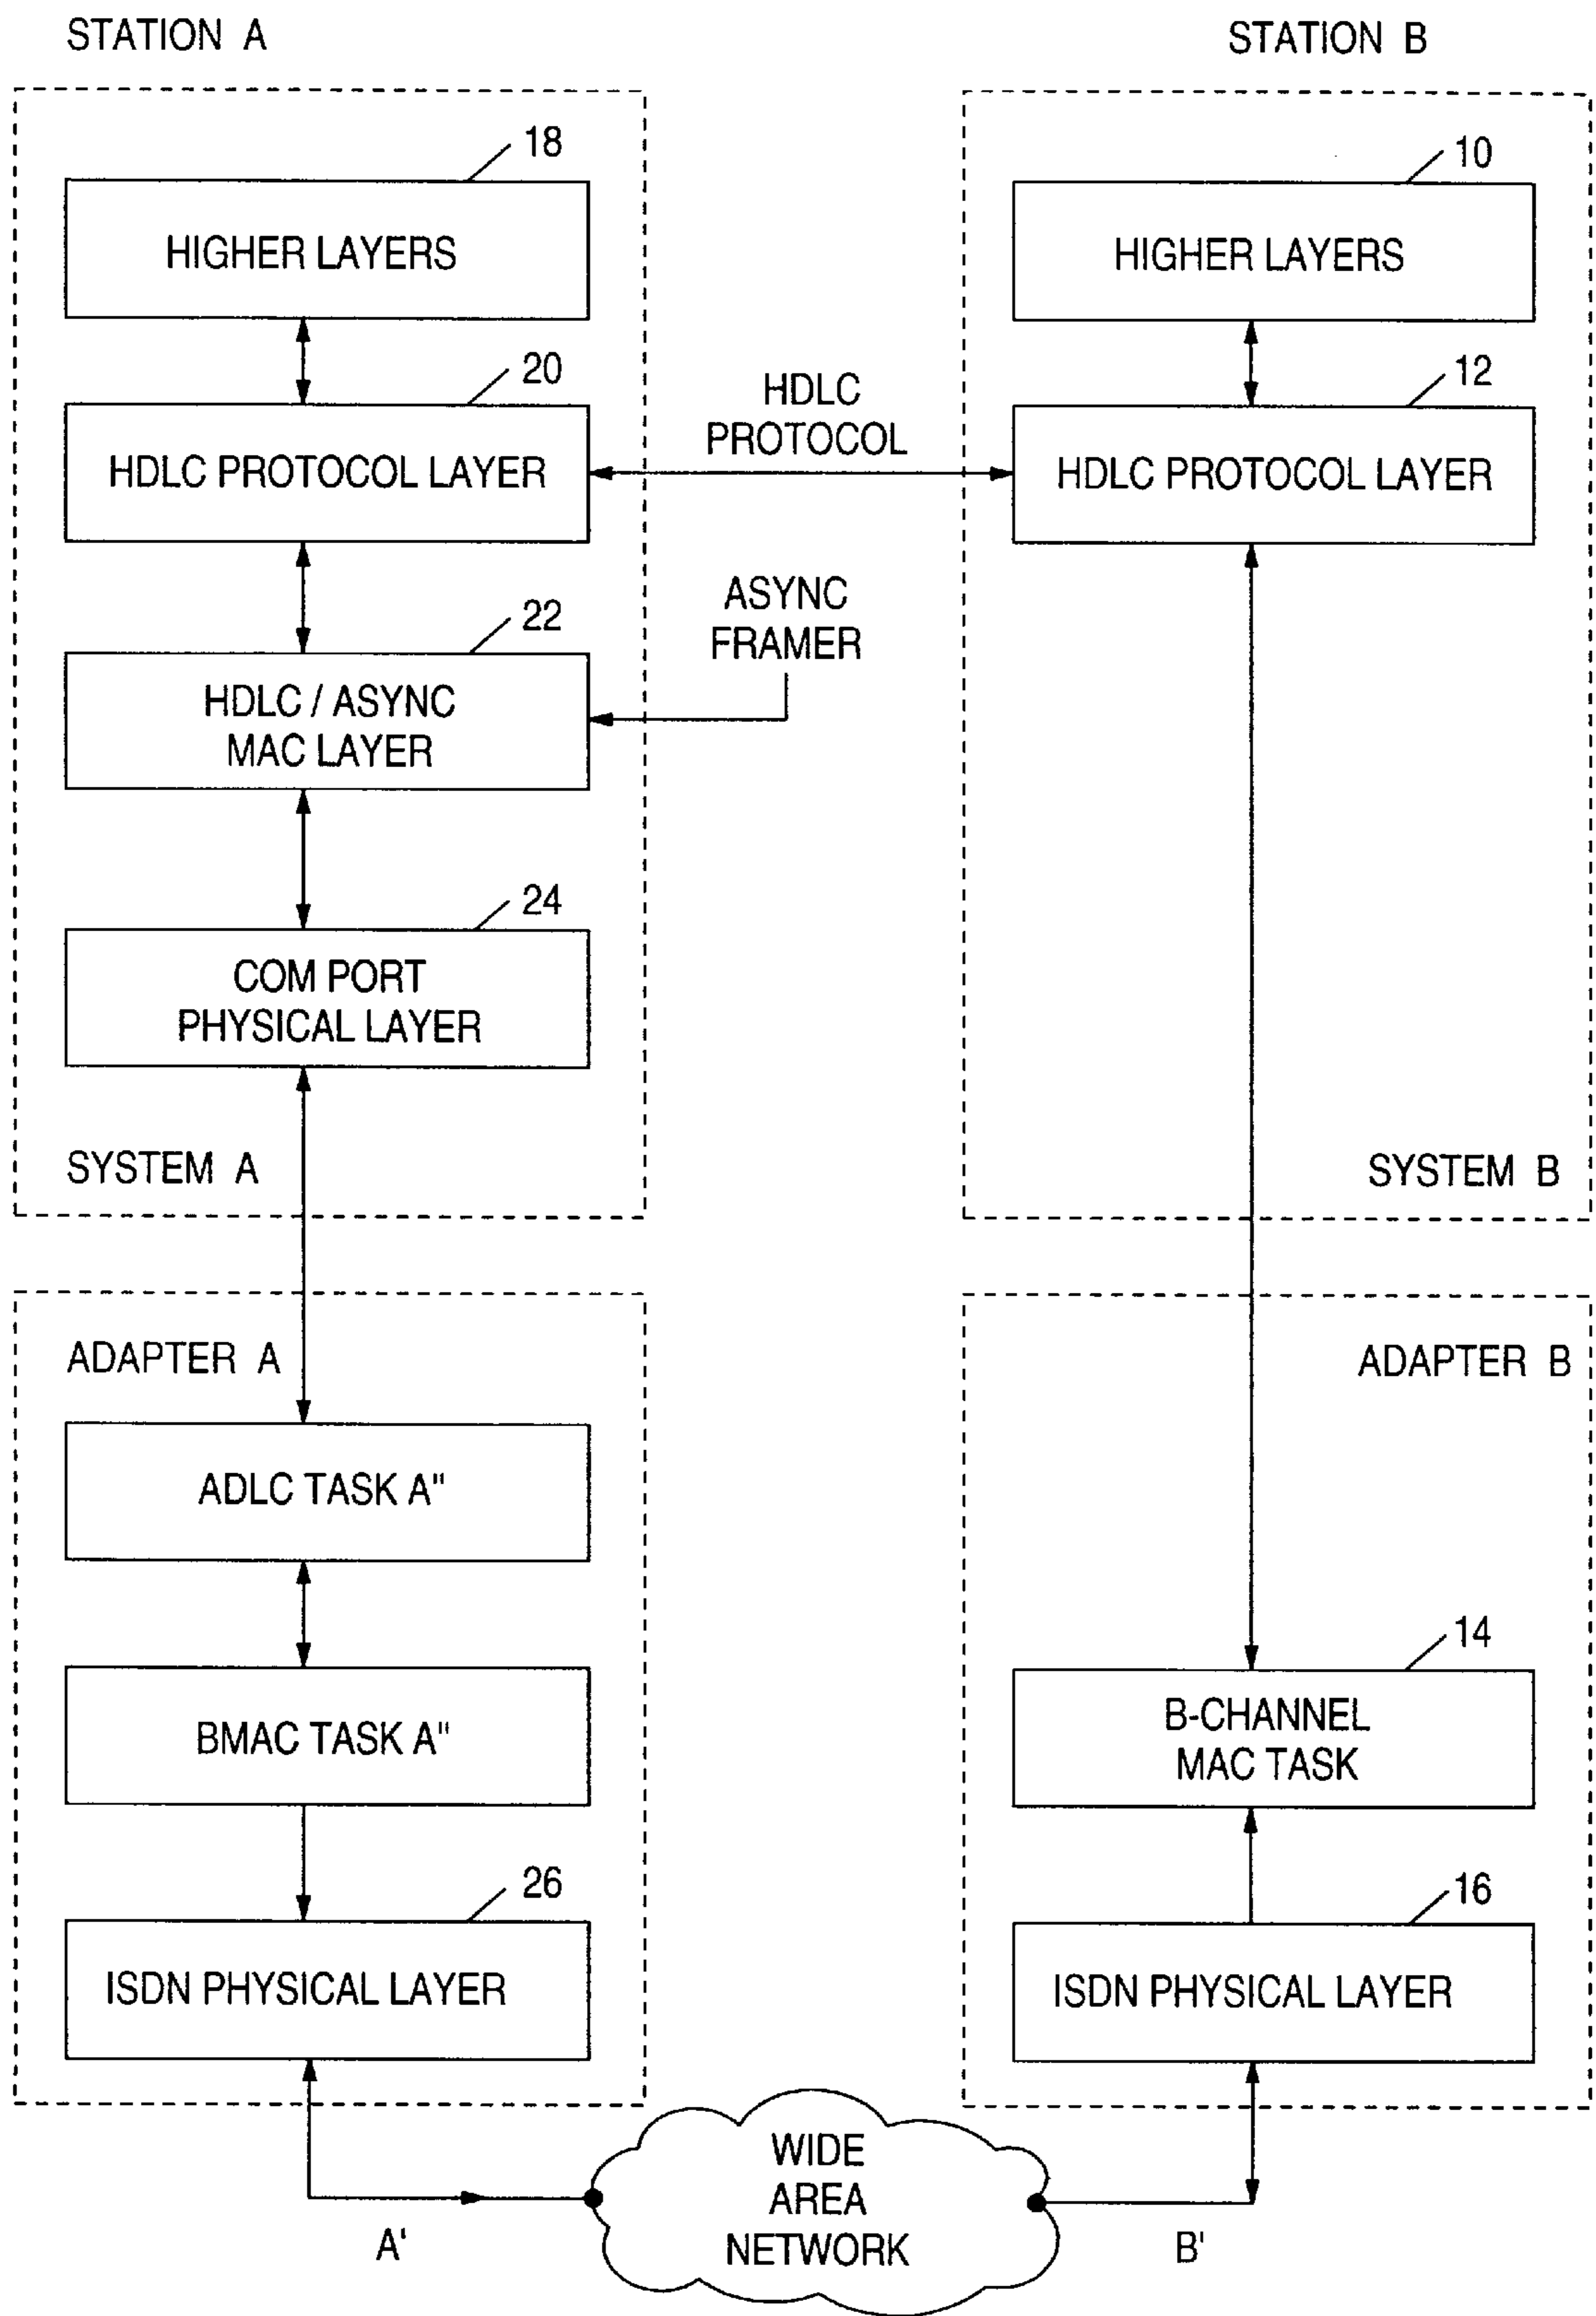 STATION A
STATION B
18
HIGHER LAYERS
10
HIGHER LAYERS
20
HDLC PROTOCOL LAYER
HDLC
PROTOCOL
12
HDLC PROTOCOL LAYER
22
HDLC / ASYNC
MAC LAYER
ASYNC
FRAMER
24
COM PORT
PHYSICAL LAYER
SYSTEM A
SYSTEM B
ADAPTER A
ADAPTER B
ADLC TASK A"
BMAC TASK A"
14
B-CHANNEL
MAC TASK
26
ISDN PHYSICAL LAYER
16
ISDN PHYSICAL LAYER
WIDE
AREA
NETWORK
A'
B'